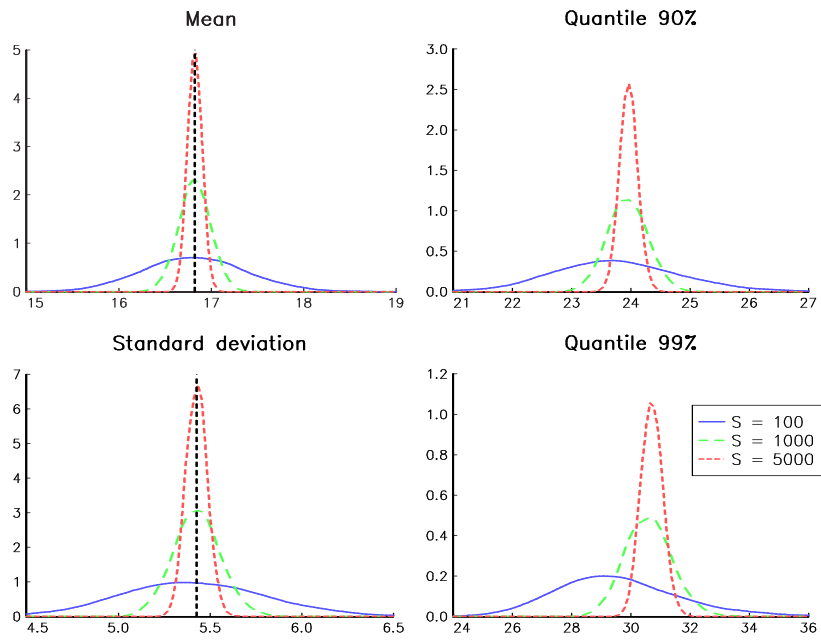 Mean
5
4
3
2
1
0
15 16 17 18 19
Quantile 90%
3.0
2.5
2.0
1.5
1.0
0.5
0.0
21 22 23 24 25 26 27
Standard deviation
7
6
5
4
3
2
1
0
4.5 5.0 5.5 6.0 6.5
Quantile 99%
1.2
1.0
0.8
0.6
0.4
0.2
0.0
24 26 28 30 32 34 36
S = 100
S = 1000
S = 5000